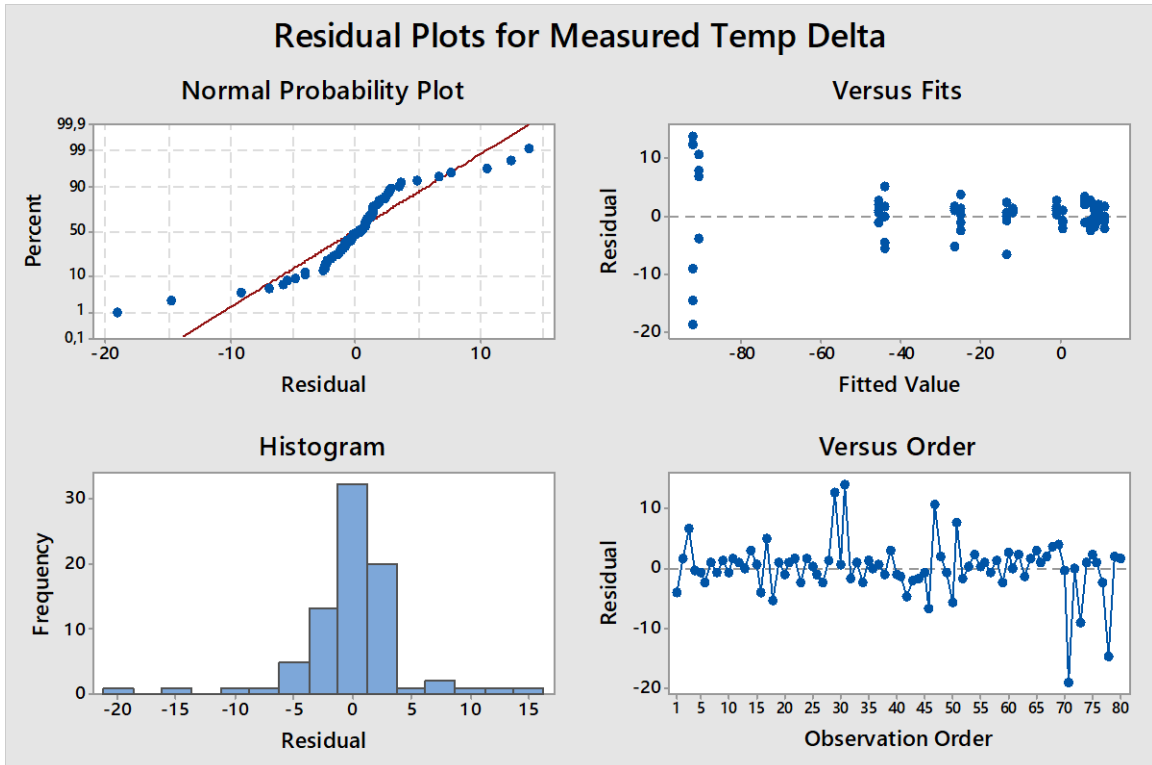 Residual Plots for Measured Temp Delta
Normal Probability Plot
99,9
99
90
50
10
1
0,1
Percent
-20 -10 0 10
Residual
Versus Fits
10
0
-10
-20
Residual
-80 -60 -40 -20 0
Fitted Value
Histogram
30
20
10
0
Frequency
-20 -15 -10 -5 0 5 10 15
Residual
Versus Order
10
0
-10
-20
Residual
1 5 10 15 20 25 30 35 40 45 50 55 60 65 70 75 80
Observation Order